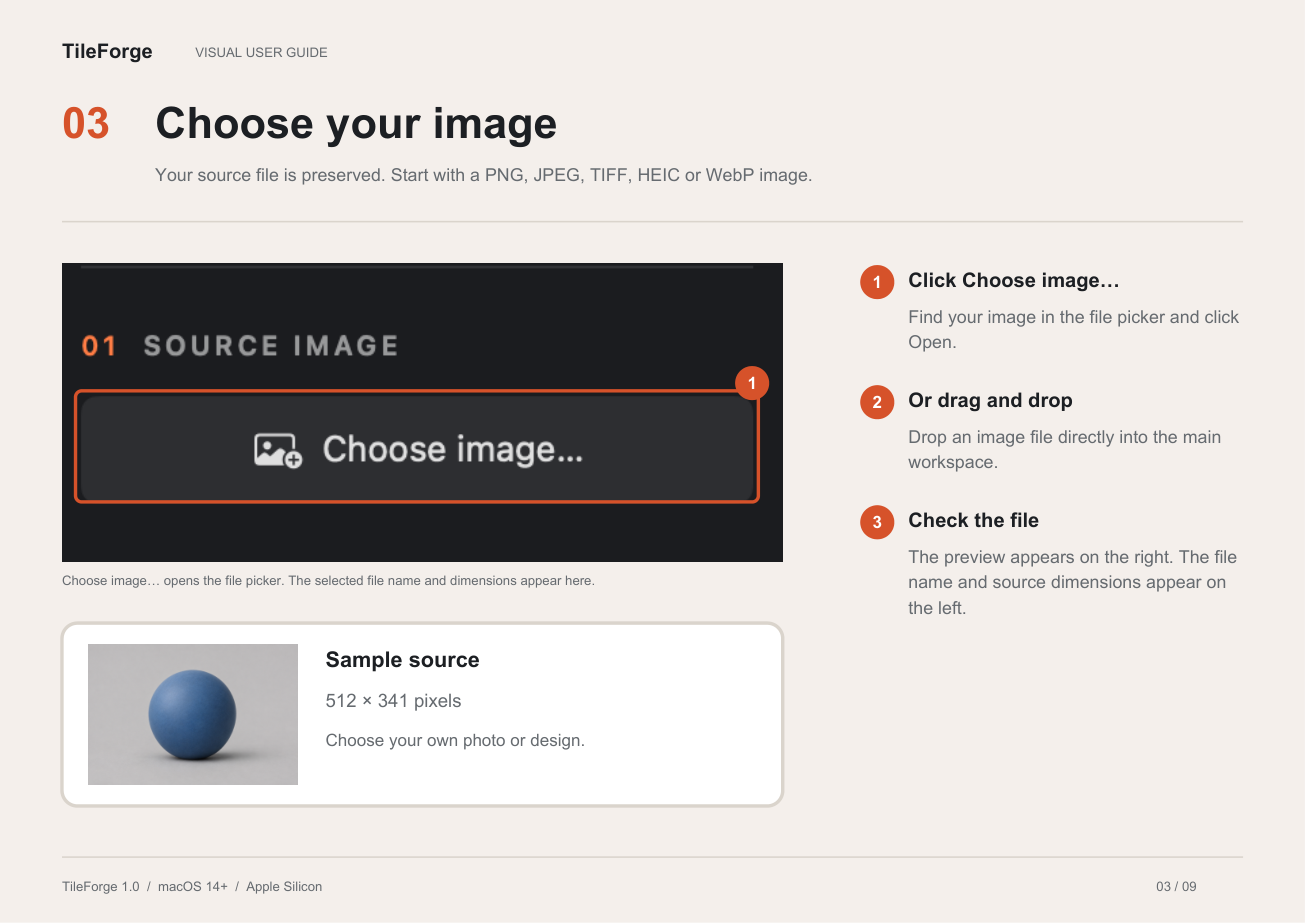 TileForge
VISUAL USER GUIDE
03
Choose your image
Your source file is preserved. Start with a PNG, JPEG, TIFF, HEIC or WebP image.
01 SOURCE IMAGE
1
Choose image...
Choose image… opens the file picker. The selected file name and dimensions appear here.
Sample source
512 × 341 pixels
Choose your own photo or design.
1
Click Choose image…
Find your image in the file picker and click
Open.
2
Or drag and drop
Drop an image file directly into the main
workspace.
3
Check the file
The preview appears on the right. The file
name and source dimensions appear on
the left.
TileForge 1.0 / macOS 14+ / Apple Silicon
03 / 09